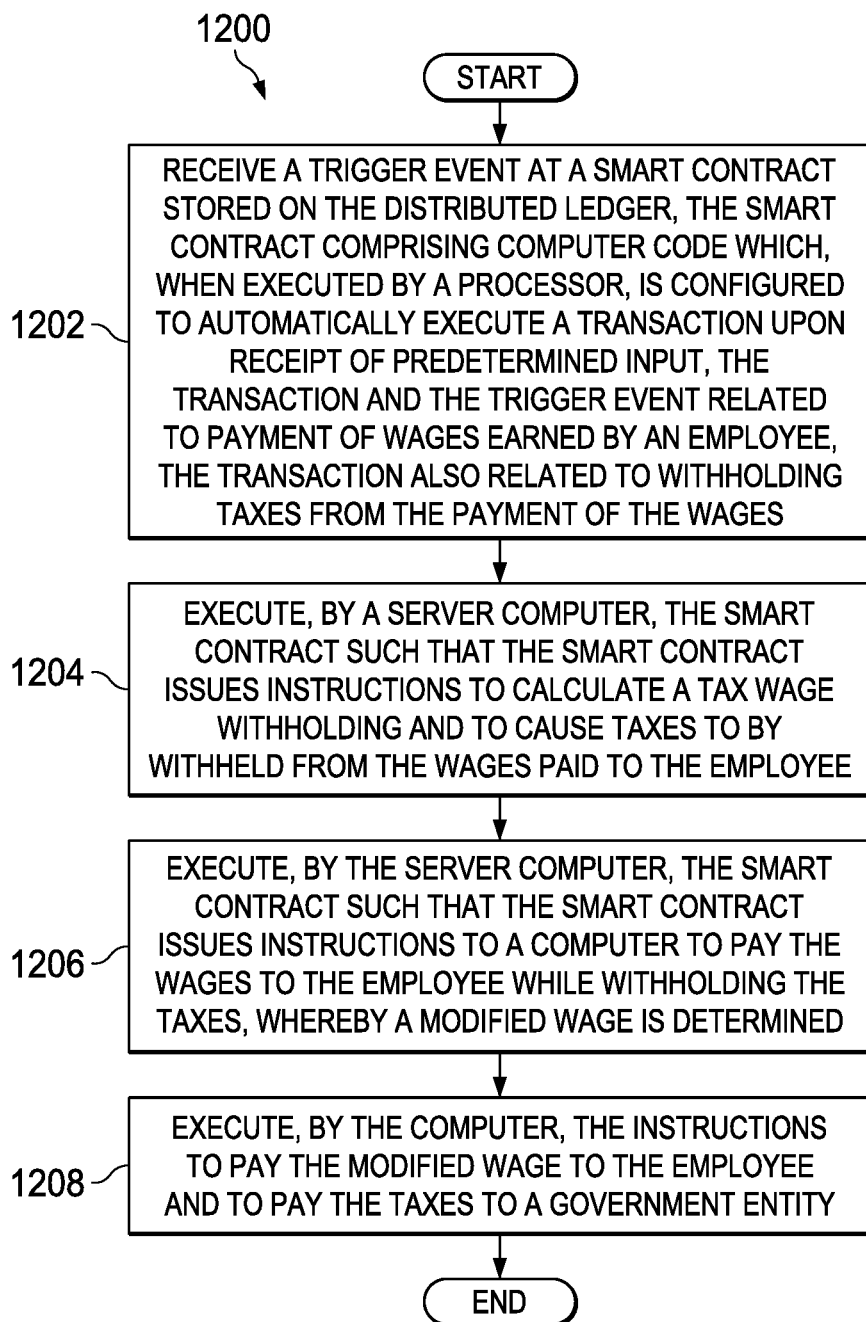 1200
START
RECEIVE A TRIGGER EVENT AT A SMART CONTRACT
STORED ON THE DISTRIBUTED LEDGER, THE SMART
CONTRACT COMPRISING COMPUTER CODE WHICH,
WHEN EXECUTED BY A PROCESSOR, IS CONFIGURED
1202
TO AUTOMATICALLY EXECUTE A TRANSACTION UPON
RECEIPT OF PREDETERMINED INPUT, THE
TRANSACTION AND THE TRIGGER EVENT RELATED
TO PAYMENT OF WAGES EARNED BY AN EMPLOYEE,
THE TRANSACTION ALSO RELATED TO WITHHOLDING
TAXES FROM THE PAYMENT OF THE WAGES
EXECUTE, BY A SERVER COMPUTER, THE SMART
CONTRACT SUCH THAT THE SMART CONTRACT
1204
ISSUES INSTRUCTIONS TO CALCULATE A TAX WAGE
WITHHOLDING AND TO CAUSE TAXES TO BY
WITHHELD FROM THE WAGES PAID TO THE EMPLOYEE
EXECUTE, BY THE SERVER COMPUTER, THE SMART
CONTRACT SUCH THAT THE SMART CONTRACT
1206
ISSUES INSTRUCTIONS TO A COMPUTER TO PAY THE
WAGES TO THE EMPLOYEE WHILE WITHHOLDING THE
TAXES, WHEREBY A MODIFIED WAGE IS DETERMINED
EXECUTE, BY THE COMPUTER, THE INSTRUCTIONS
1208
TO PAY THE MODIFIED WAGE TO THE EMPLOYEE
AND TO PAY THE TAXES TO A GOVERNMENT ENTITY
END